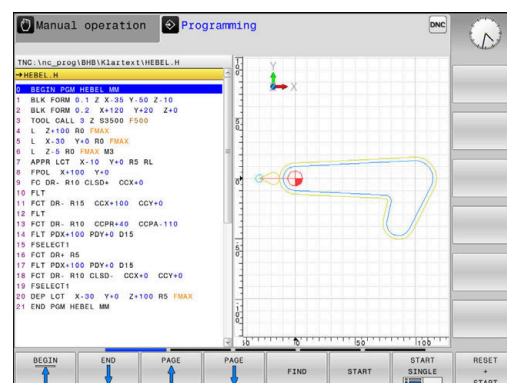 Manual operation
Programming
DNC
TNC:\nc_prog\BHB\Klartext\HEBEL.H
→HEBEL.H
0 BEGIN PGM HEBEL MM
1 BLK FORM 0.1 Z X-35 Y-50 Z-10
2 BLK FORM 0.2 X+120 Y+20 Z+0
3 TOOL CALL 3 Z S3500 F500
4 L Z+100 R0 FMAX
5 L X-30 Y+0 R0 FMAX
6 L Z-5 R0 FMAX M3
7 APPR LCT X-10 Y+0 R5 RL
8 FPOL X+100 Y+0
9 FC DR- R10 CLSD+ CCX+0
10 FLT
11 FCT DR- R15 CCX+100 CCY+0
12 FLT
13 FCT DR- R10 CCPR+40 CCPA-110
14 FLT PDX+100 PDY+0 D15
15 FSELECT1
16 FCT DR+ R5
17 FLT PDX+100 PDY+0 D15
18 FCT DR- R10 CLSD- CCX+0 CCY+0
19 FSELECT1
20 DEP LCT X-30 Y+0 Z+100 R5 FMAX
21 END PGM HEBEL MM
Y
X
0
50
100
BEGIN
END
PAGE
PAGE
FIND
START
START
SINGLE
RESET
+
START